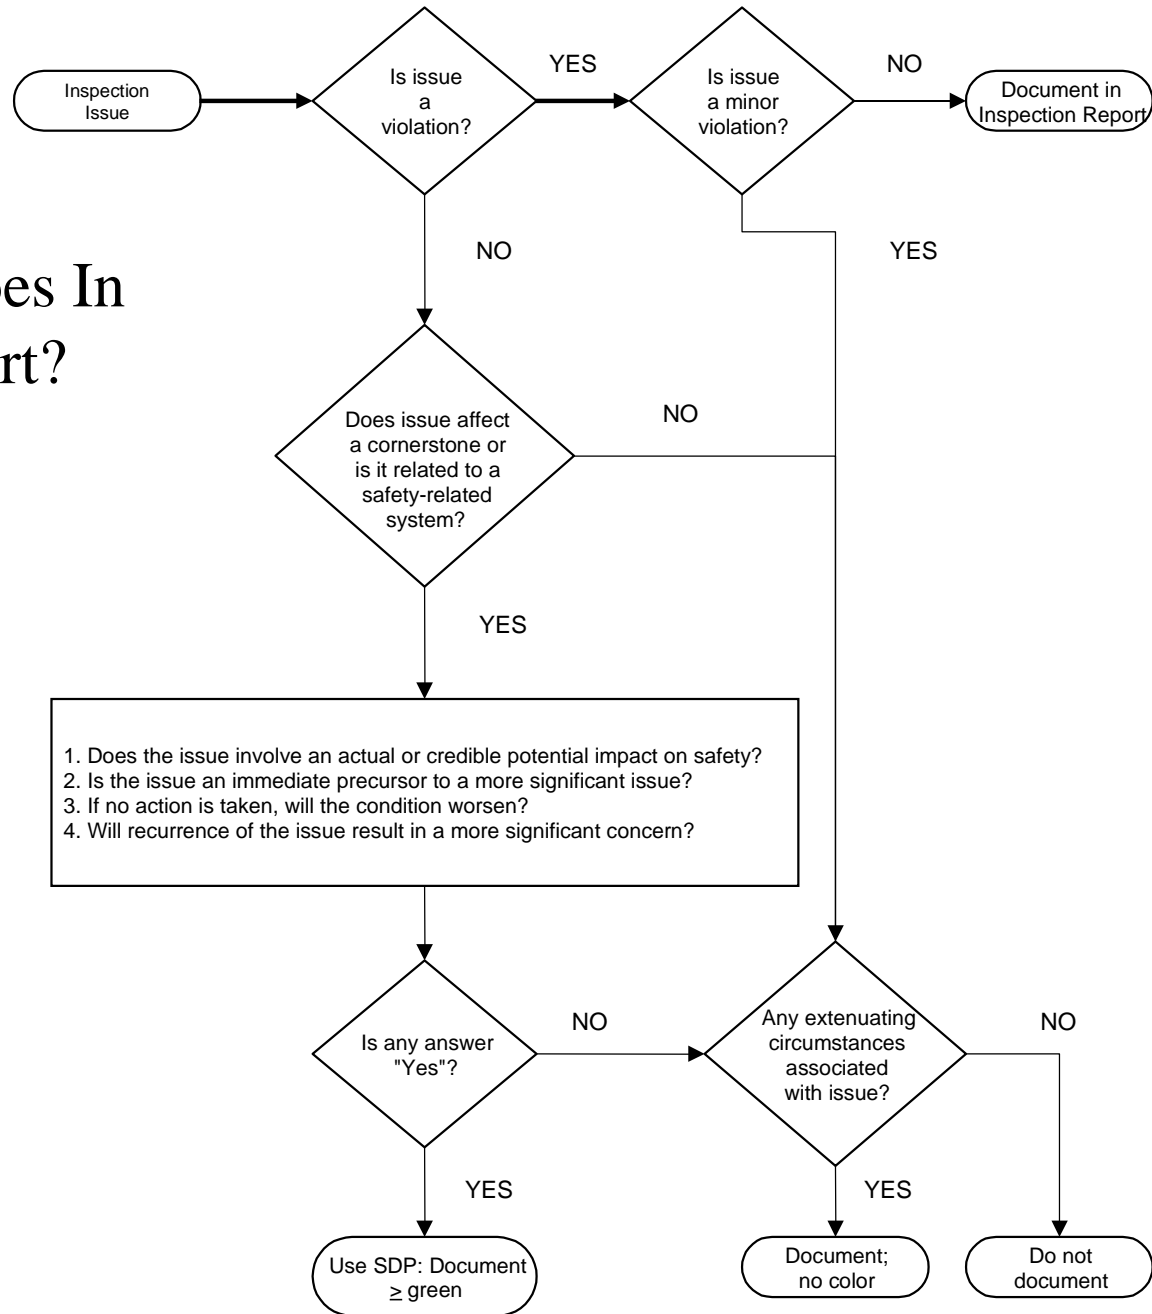 Inspection
Issue
Is issue
a
violation?
YES
Is issue
a minor
violation?
NO
Document in
Inspection Report
NO
YES
es In
rt?
Does issue affect
a cornerstone or
is it related to a
safety-related
system?
NO
YES
1. Does the issue involve an actual or credible potential impact on safety?
2. Is the issue an immediate precursor to a more significant issue?
3. If no action is taken, will the condition worsen?
4. Will recurrence of the issue result in a more significant concern?
Is any answer
"Yes"?
NO
Any extenuating
circumstances
associated
with issue?
NO
YES
YES
Use SDP: Document
≥ green
Document;
no color
Do not
document